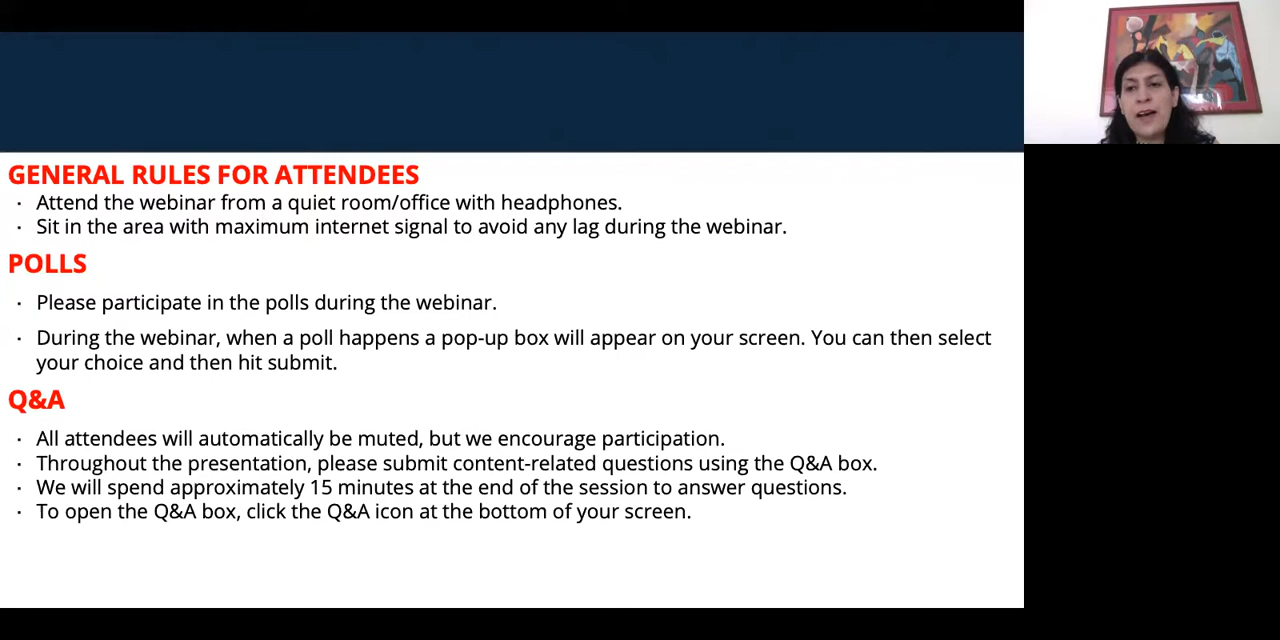 GENERAL RULES FOR ATTENDEES
· Attend the webinar from a quiet room/office with headphones.
· Sit in the area with maximum internet signal to avoid any lag during the webinar.
POLLS
· Please participate in the polls during the webinar.
· During the webinar, when a poll happens a pop-up box will appear on your screen. You can then select
your choice and then hit submit.
Q&A
· All attendees will automatically be muted, but we encourage participation.
· Throughout the presentation, please submit content-related questions using the Q&A box.
· We will spend approximately 15 minutes at the end of the session to answer questions.
· To open the Q&A box, click the Q&A icon at the bottom of your screen.